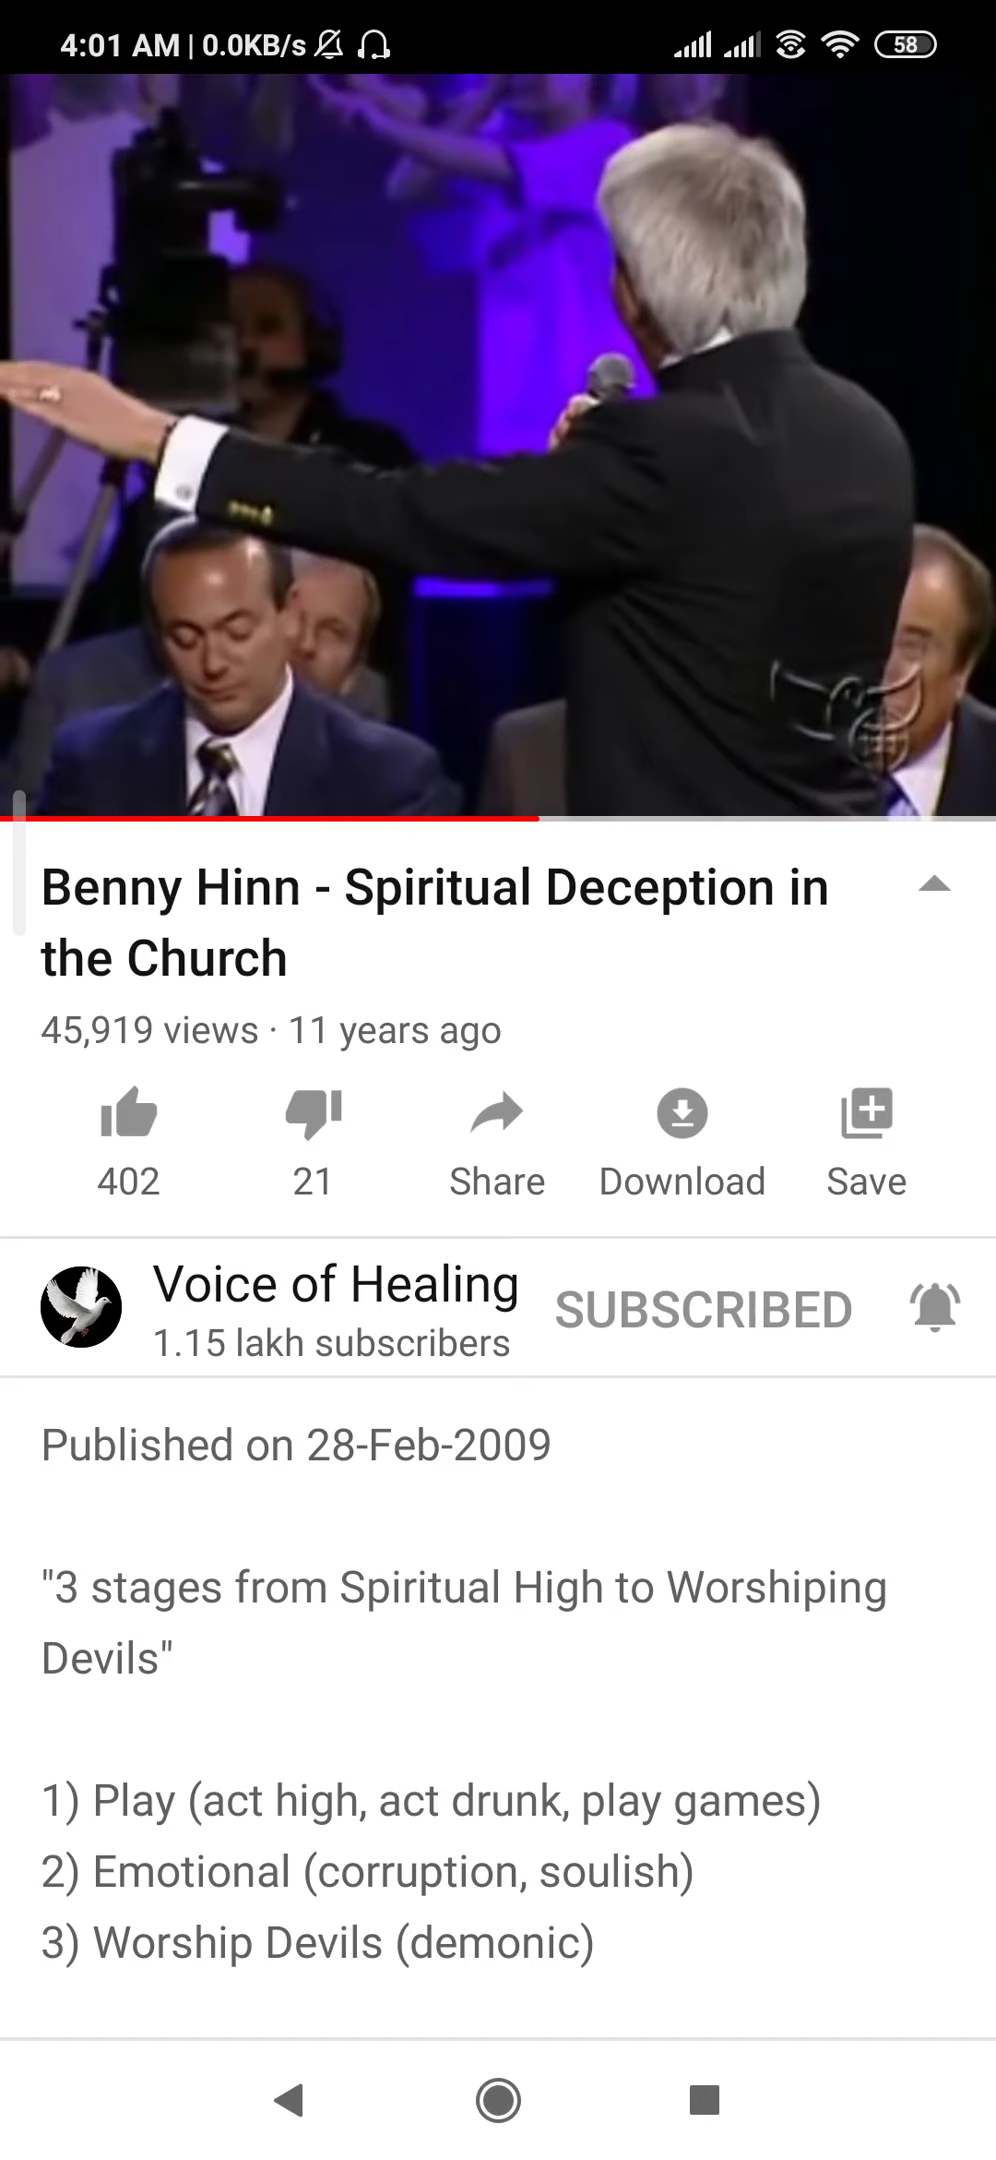 4:01 AM | 0.0KB/s
58
Benny Hinn - Spiritual Deception in
the Church
45,919 views · 11 years ago
402
21
Share
Download
Save
Voice of Healing
1.15 lakh subscribers
SUBSCRIBED
Published on 28-Feb-2009
"3 stages from Spiritual High to Worshiping
Devils"
1) Play (act high, act drunk, play games)
2) Emotional (corruption, soulish)
3) Worship Devils (demonic)